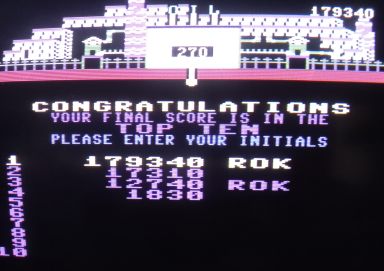 OIL 179340
270
CONGRATULATIONS
YOUR FINAL SCORE IS IN THE
TOP TEN
PLEASE ENTER YOUR INITIALS
1 179340 ROK
2 17310
3 12740 ROK
4 1830
5
6
7
8
9
10